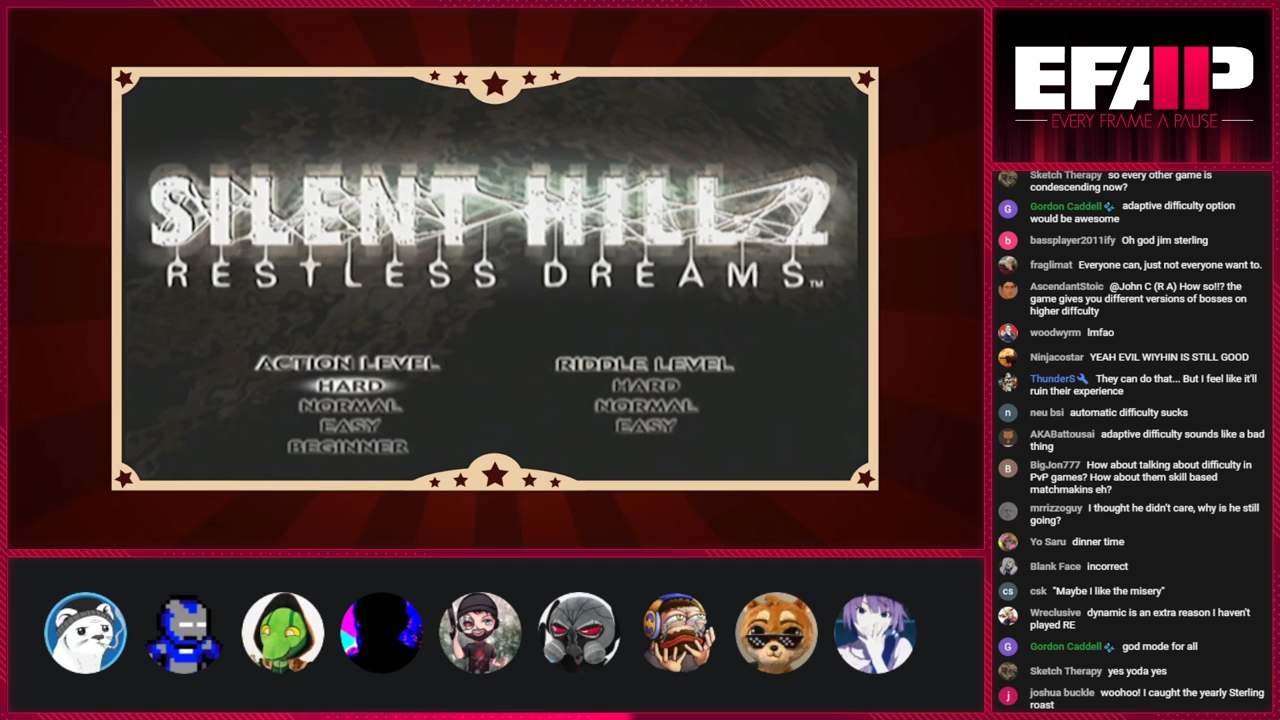 SILENT HILL 2
RESTLESS DREAMS™
ACTION LEVEL
HARD
NORMAL
EASY
BEGINNER
RIDDLE LEVEL
HARD
NORMAL
EASY
EFAP
EVERY FRAME A PAUSE
Sketch Therapy so every other game is
condescending now?
G
Gordon Caddell adaptive difficulty option
would be awesome
b
bassplayer2011ify Oh god jim sterling
fraglimat Everyone can, just not everyone want to.
AscendantStoic @John C (R A) How so!!? the
game gives you different versions of bosses on
higher diffculty
woodwyrm lmfao
Ninjacostar YEAH EVIL WIYHIN IS STILL GOOD
ThunderS They can do that... But I feel like it'll
ruin their experience
n
neu bsi automatic difficulty sucks
AKABattousai adaptive difficulty sounds like a bad
thing
B
BigJon777 How about talking about difficulty in
PvP games? How about them skill based
matchmakins eh?
mrrizzoguy I thought he didn't care, why is he still
going?
Yo Saru dinner time
Blank Face incorrect
cs
csk "Maybe I like the misery"
Wreclusive dynamic is an extra reason I haven't
played RE
G
Gordon Caddell god mode for all
Sketch Therapy yes yoda yes
j
joshua buckle woohoo! I caught the yearly Sterling
roast